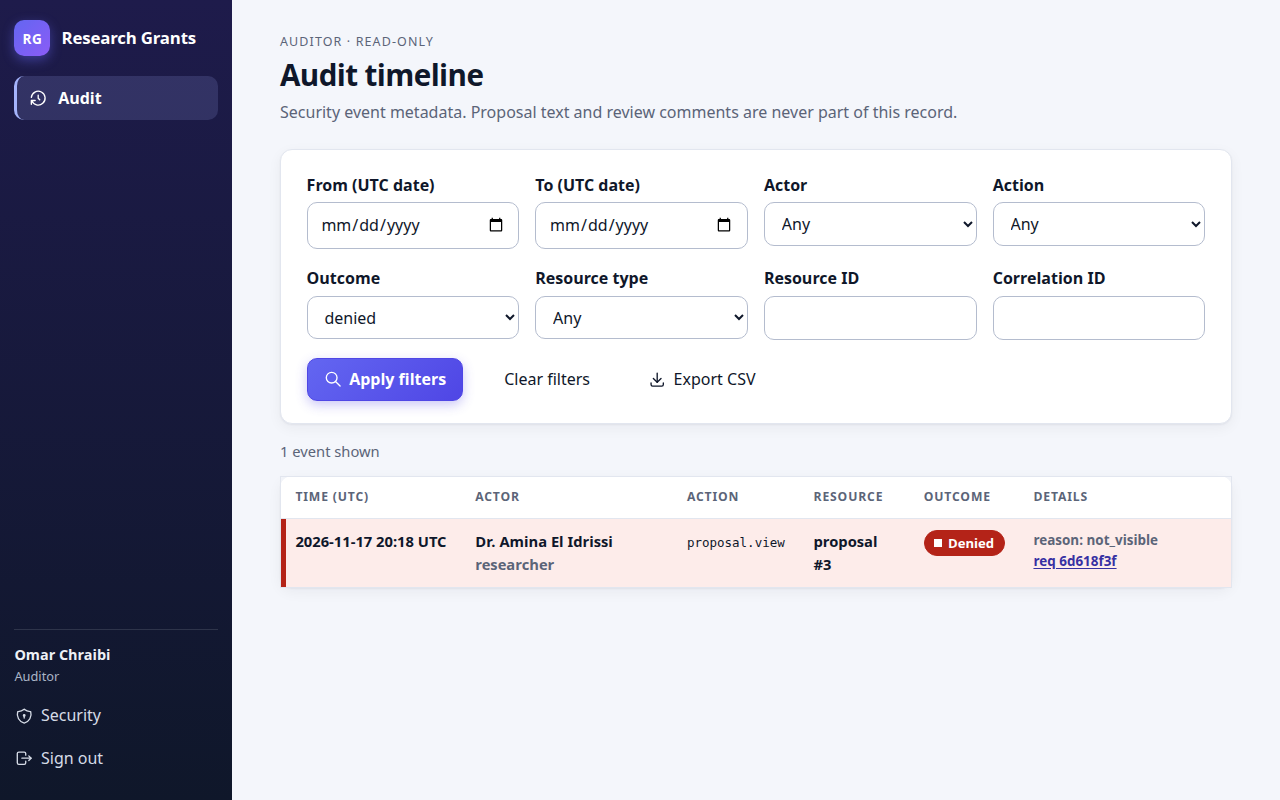 RG Research Grants
Audit
Omar Chraibi
Auditor
Security
Sign out
AUDITOR · READ-ONLY
Audit timeline
Security event metadata. Proposal text and review comments are never part of this record.
From (UTC date) To (UTC date) Actor Action
mm/dd/yyyy mm/dd/yyyy Any Any
Outcome Resource type Resource ID Correlation ID
denied Any
Apply filters Clear filters Export CSV
1 event shown
TIME (UTC) ACTOR ACTION RESOURCE OUTCOME DETAILS
2026-11-17 20:18 UTC Dr. Amina El Idrissi proposal.view proposal Denied reason: not_visible
researcher #3 req 6d618f3f